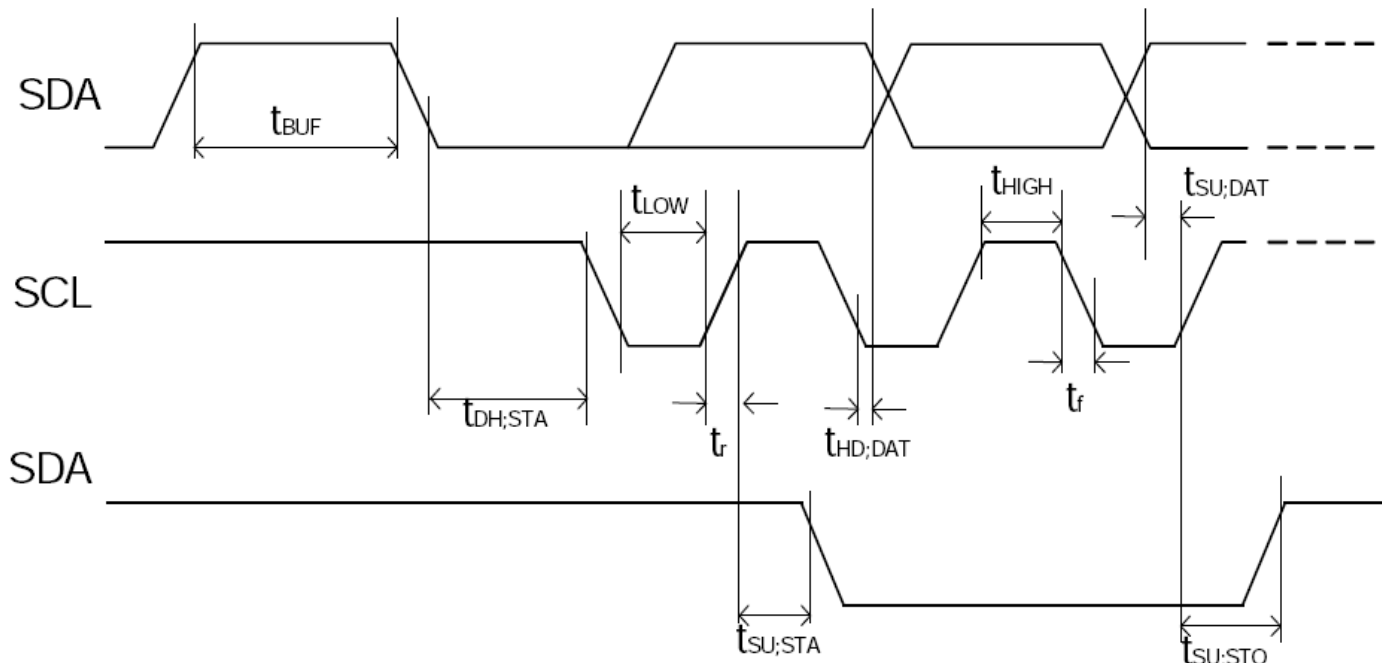 SDA
tBUF
tLOW
tHIGH
tSU;DAT
SCL
tDH;STA
tr
tHD;DAT
tf
SDA
tSU;STA
tSU;STO